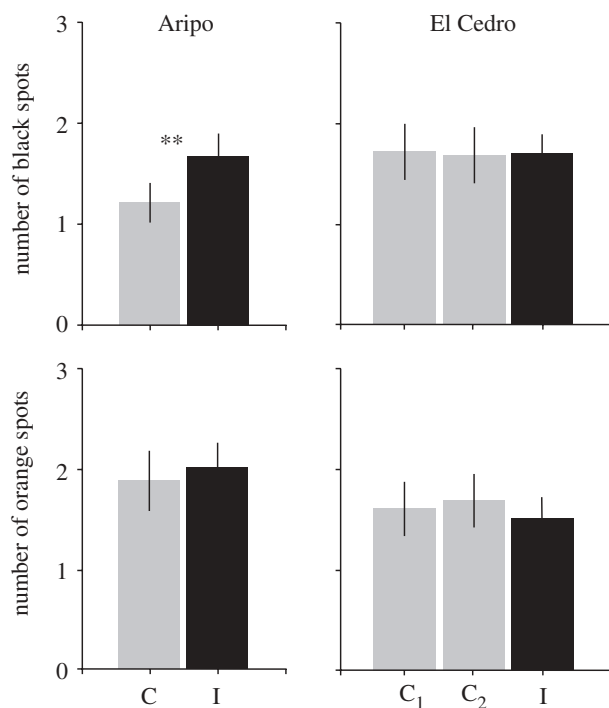 Aripo
El Cedro
number of black spots
3
2
1
0
**
number of orange spots
3
2
1
0
C
I
C₁
C₂
I